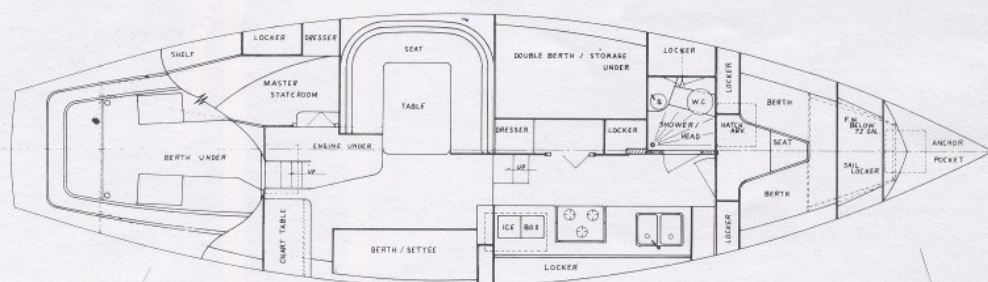 SHELF
LOCKER
DRESSER
MASTER
STATEROOM
BERTH UNDER
ENGINE UNDER
UP
CHART TABLE
SEAT
TABLE
BERTH / SETTYEE
DOUBLE BERTH / STORAGE
UNDER
DRESSER
LOCKER
UP
ICE BOX
LOCKER
LOCKER
S
W.C.
SHOWER/
HEAD
LOCKER
HATCH
BERTH
SEAT
BERTH
LOCKER
F.W.
BELOW
72 GAL.
SAIL
LOCKER
ANCHOR
POCKET